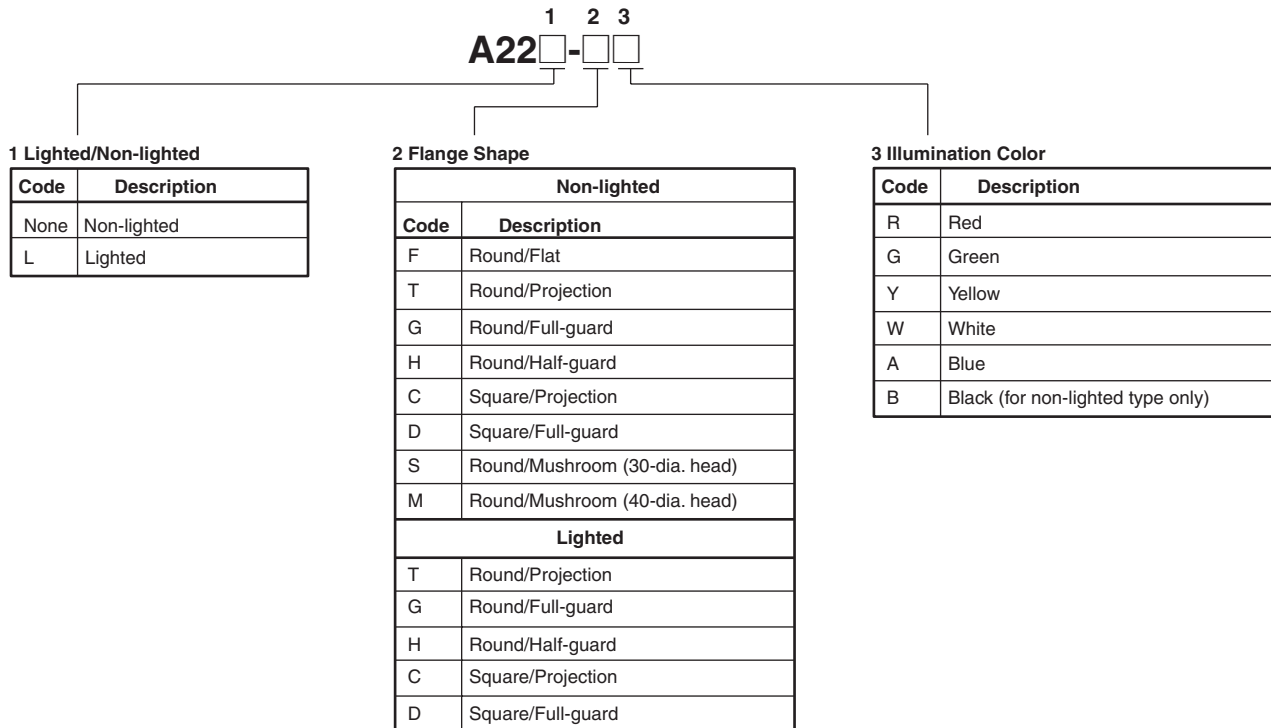 1 2 3
A22□-□□
1 Lighted/Non-lighted
Code Description
None Non-lighted
L Lighted
2 Flange Shape
Non-lighted
Code Description
F Round/Flat
T Round/Projection
G Round/Full-guard
H Round/Half-guard
C Square/Projection
D Square/Full-guard
S Round/Mushroom (30-dia. head)
M Round/Mushroom (40-dia. head)
Lighted
T Round/Projection
G Round/Full-guard
H Round/Half-guard
C Square/Projection
D Square/Full-guard
3 Illumination Color
Code Description
R Red
G Green
Y Yellow
W White
A Blue
B Black (for non-lighted type only)